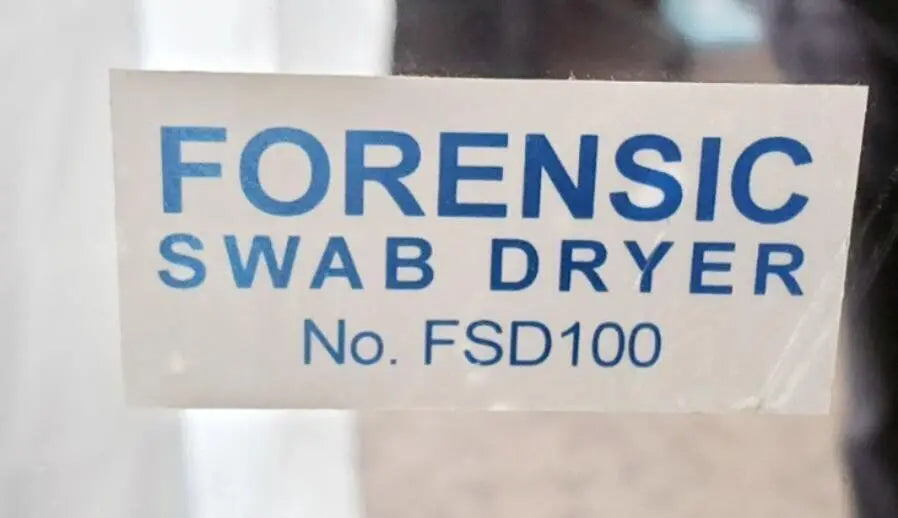 FORENSIC
SWAB DRYER
No. FSD100